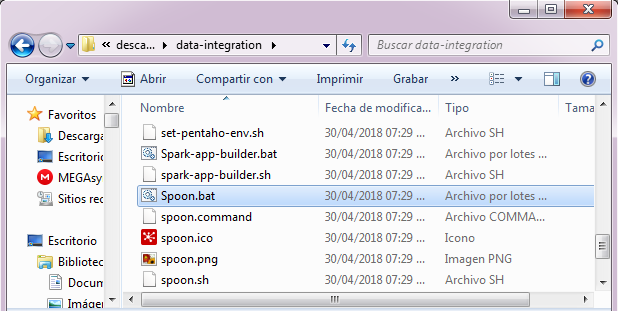 « desca... ▸ data-integration ▸
Buscar data-integration
Organizar Abrir Compartir con Imprimir Grabar »
Favoritos
Descarga
Escritorio
MEGAsy
Sitios rec
Escritorio
Bibliotec
Docum
Imágen
Nombre Fecha de modifica... Tipo Tama
set-pentaho-env.sh 30/04/2018 07:29 ... Archivo SH
Spark-app-builder.bat 30/04/2018 07:29 ... Archivo por lotes ...
spark-app-builder.sh 30/04/2018 07:29 ... Archivo SH
Spoon.bat 30/04/2018 07:29 ... Archivo por lotes ...
spoon.command 30/04/2018 07:29 ... Archivo COMMA...
spoon.ico 30/04/2018 07:29 ... Icono
spoon.png 30/04/2018 07:29 ... Imagen PNG
spoon.sh 30/04/2018 07:29 ... Archivo SH